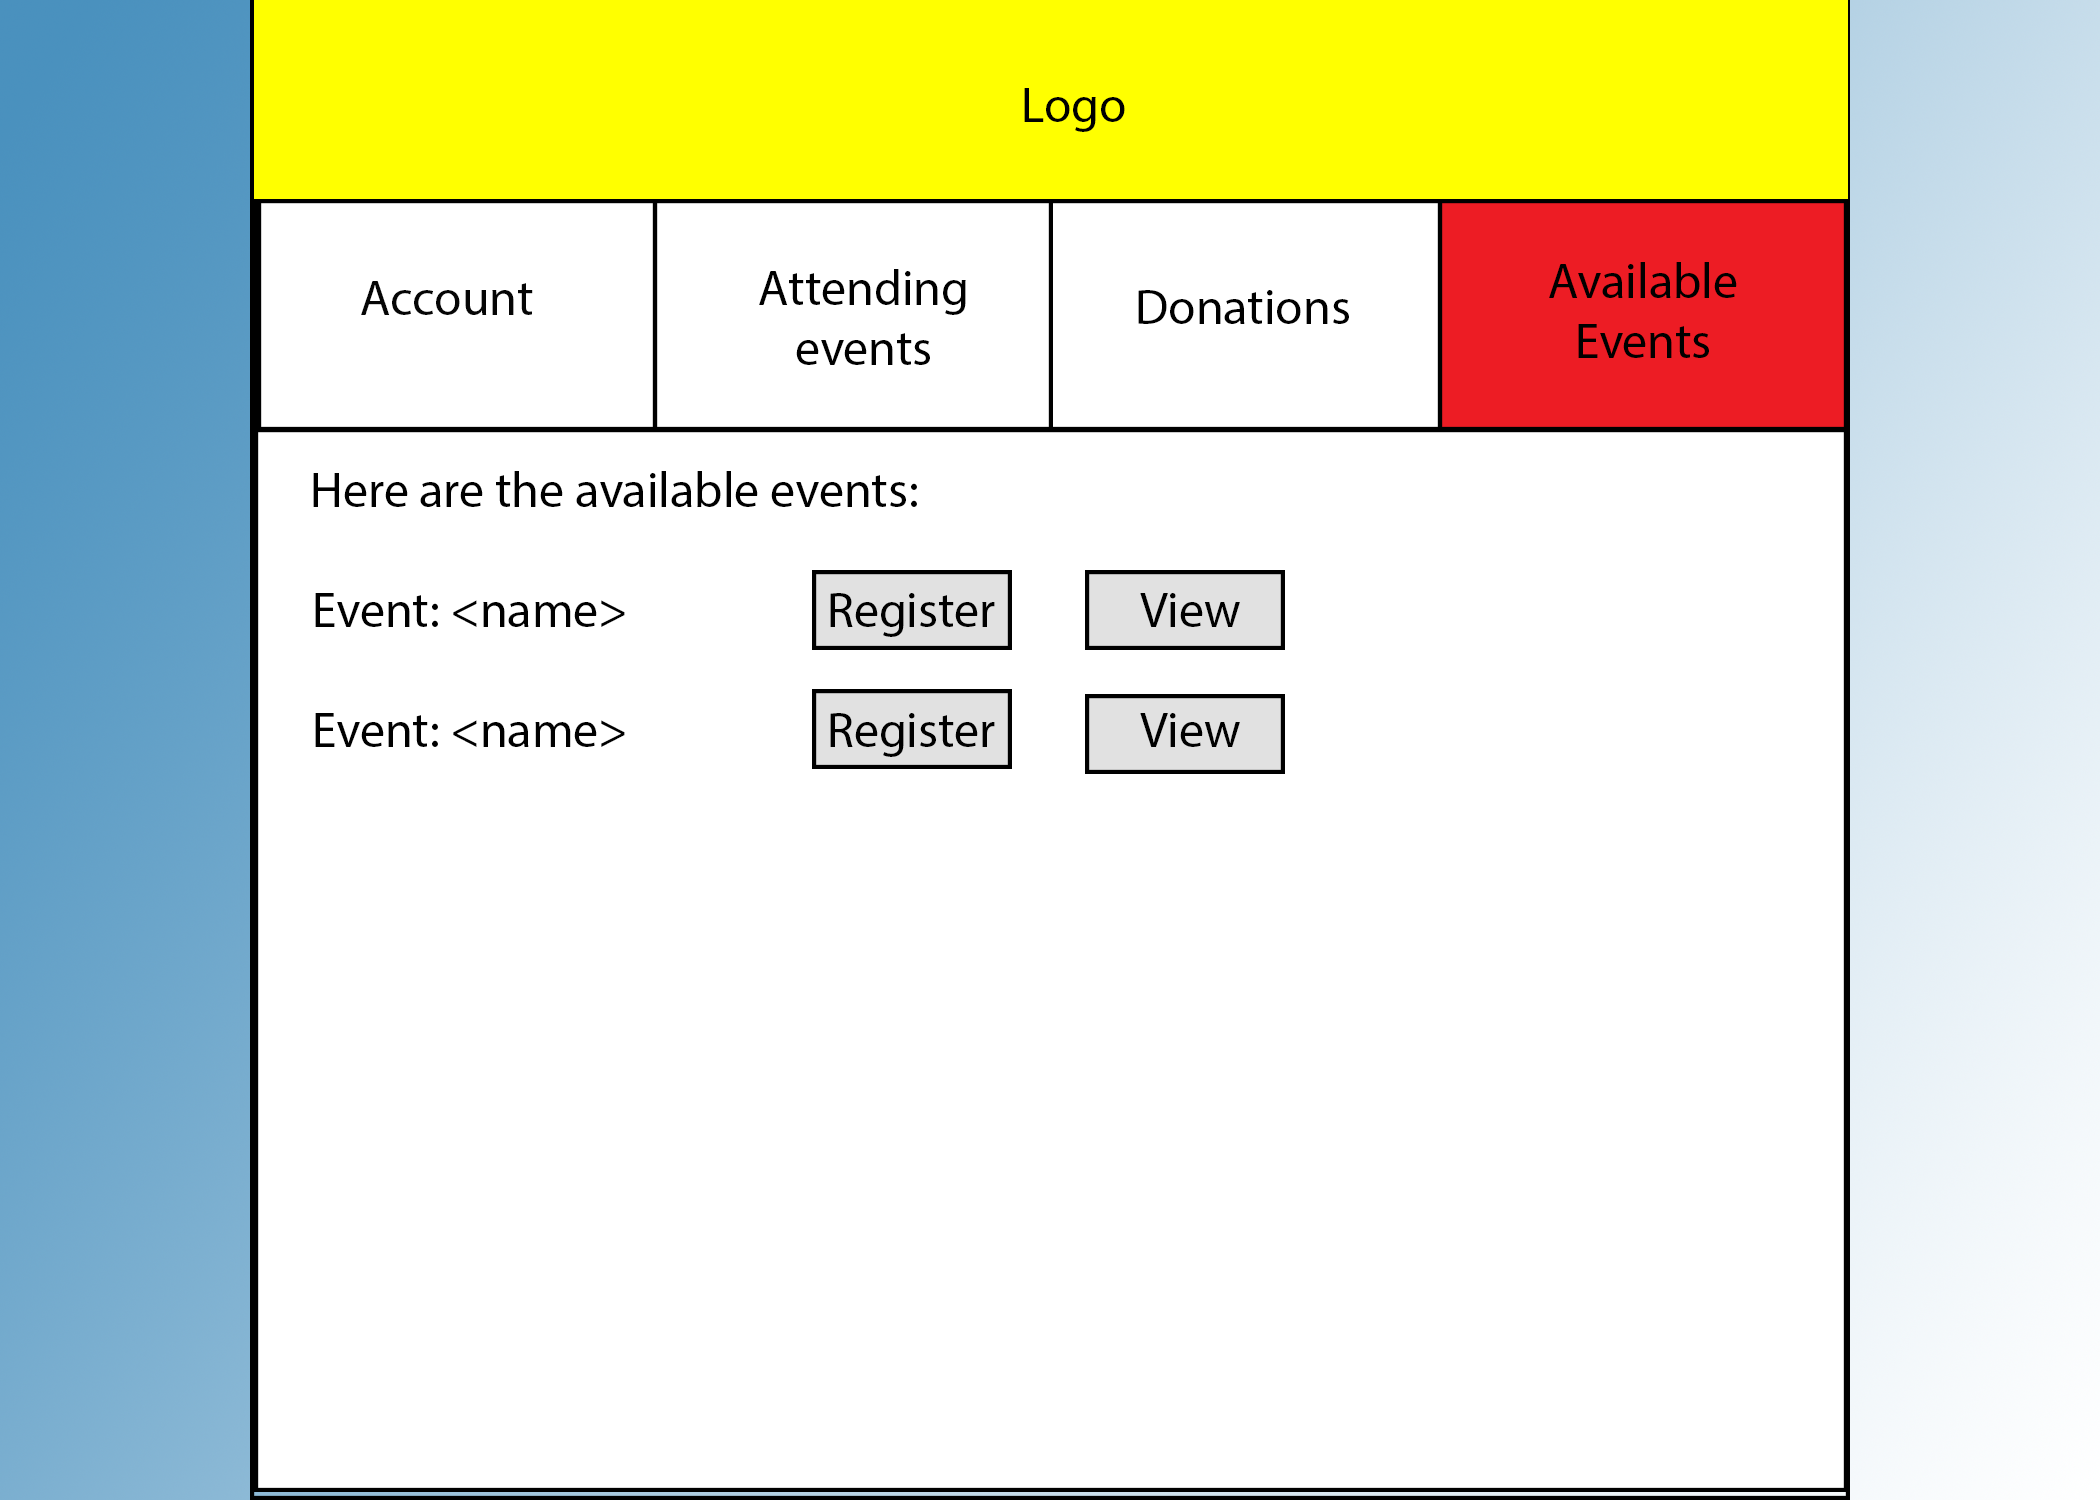 Logo
Account
Attending
events
Donations
Available
Events
Here are the available events:
Event: <name> Register View
Event: <name> Register View